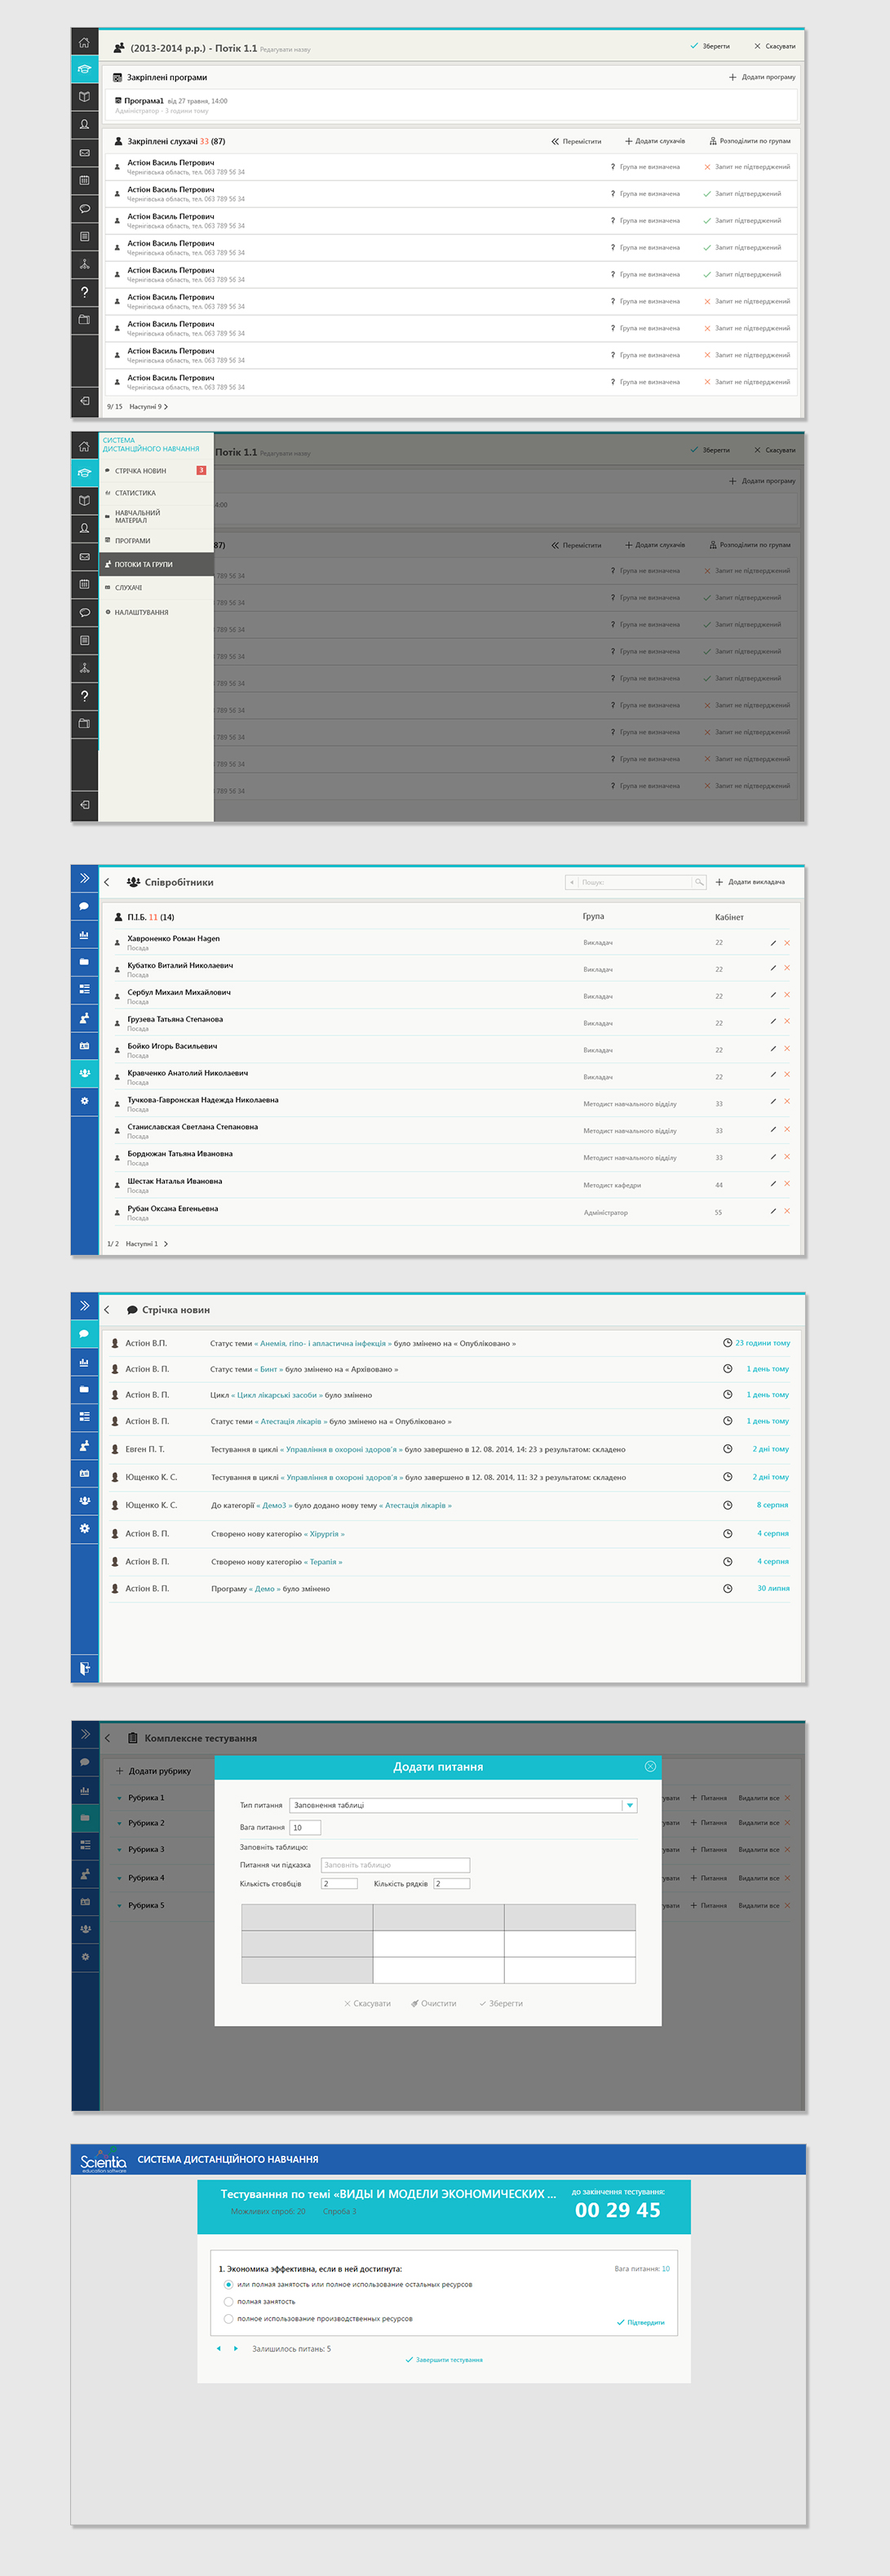 (2013-2014 р.р.) - Потік 1.1 Редагувати назву Зберегти Скасувати
Закріплені програми Додати програму
Програма1 від 27 травня, 14:00
Адміністратор - 3 години тому
Закріплені слухачі 33 (87) Перемістити Додати слухачів Розподілити по групам
Астіон Василь Петрович
Чернігівська область, тел. 063 789 56 34 ? Група не визначена Запит не підтверджений
Астіон Василь Петрович
Чернігівська область, тел. 063 789 56 34 ? Група не визначена Запит підтверджений
Астіон Василь Петрович
Чернігівська область, тел. 063 789 56 34 ? Група не визначена Запит підтверджений
Астіон Василь Петрович
Чернігівська область, тел. 063 789 56 34 ? Група не визначена Запит підтверджений
Астіон Василь Петрович
Чернігівська область, тел. 063 789 56 34 ? Група не визначена Запит підтверджений
Астіон Василь Петрович
Чернігівська область, тел. 063 789 56 34 ? Група не визначена Запит не підтверджений
Астіон Василь Петрович
Чернігівська область, тел. 063 789 56 34 ? Група не визначена Запит не підтверджений
Астіон Василь Петрович
Чернігівська область, тел. 063 789 56 34 ? Група не визначена Запит не підтверджений
Астіон Василь Петрович
Чернігівська область, тел. 063 789 56 34 ? Група не визначена Запит не підтверджений
9/ 15 Наступні 9
СИСТЕМА
ДИСТАНЦІЙНОГО НАВЧАННЯ
Потік 1.1 Редагувати назву Зберегти Скасувати
СТРІЧКА НОВИН 3
Додати програму
СТАТИСТИКА
4:00
НАВЧАЛЬНИЙ
МАТЕРІАЛ
ПРОГРАМИ
87) Перемістити Додати слухачів Розподілити по групам
ПОТОКИ ТА ГРУПИ
789 56 34 ? Група не визначена Запит не підтверджений
СЛУХАЧІ
789 56 34 ? Група не визначена Запит підтверджений
НАЛАШТУВАННЯ
789 56 34 ? Група не визначена Запит підтверджений
789 56 34 ? Група не визначена Запит підтверджений
789 56 34 ? Група не визначена Запит підтверджений
789 56 34 ? Група не визначена Запит не підтверджений
789 56 34 ? Група не визначена Запит не підтверджений
789 56 34 ? Група не визначена Запит не підтверджений
789 56 34 ? Група не визначена Запит не підтверджений
Співробітники Пошук: Додати викладача
П.І.Б. 11 (14) Група Кабінет
Хавроненко Роман Hagen
Посада Викладач 22
Кубатко Виталий Николаевич
Посада Викладач 22
Сербул Михаил Михайлович
Посада Викладач 22
Грузева Татьяна Степанова
Посада Викладач 22
Бойко Игорь Васильевич
Посада Викладач 22
Кравченко Анатолий Николаевич
Посада Викладач 22
Тучкова-Гавронская Надежда Николаевна
Посада Методист навчального відділу 33
Станиславская Светлана Степановна
Посада Методист навчального відділу 33
Бордюжан Татьяна Ивановна
Посада Методист навчального відділу 33
Шестак Наталья Ивановна
Посада Методист кафедри 44
Рубан Оксана Евгеньевна
Посада Адміністратор 55
1/ 2 Наступні 1
Стрічка новин
Астіон В.П. Статус теми « Анемія, гіпо- і апластична інфекція » було змінено на « Опубліковано » 23 години тому
Астіон В. П. Статус теми « Бинт » було змінено на « Архівовано » 1 день тому
Астіон В. П. Цикл « Цикл лікарські засоби » було змінено 1 день тому
Астіон В. П. Статус теми « Атестація лікарів » було змінено на « Опубліковано » 1 день тому
Евген П. Т. Тестування в циклі « Управління в охороні здоров'я » було завершено в 12. 08. 2014, 14: 23 з результатом: складено 2 дні тому
Ющенко К. С. Тестування в циклі « Управління в охороні здоров'я » було завершено в 12. 08. 2014, 11: 32 з результатом: складено 2 дні тому
Ющенко К. С. До категорії « Демо3 » було додано нову тему « Атестація лікарів » 8 серпня
Астіон В. П. Створено нову категорію « Хірургія » 4 серпня
Астіон В. П. Створено нову категорію « Терапія » 4 серпня
Астіон В. П. Програму « Демо » було змінено 30 липня
Комплексне тестування
Додати питання
Додати рубрику
Рубрика 1 увати Питання Видалити все
Рубрика 2 увати Питання Видалити все
Рубрика 3 увати Питання Видалити все
Рубрика 4 увати Питання Видалити все
Рубрика 5 увати Питання Видалити все
Тип питання Заповнення таблиці
Вага питання 10
Заповніть таблицю:
Питання чи підказка Заповніть таблицю
Кількість стовбців 2 Кількість рядків 2
Скасувати Очистити Зберегти
Scientia
education software
СИСТЕМА ДИСТАНЦІЙНОГО НАВЧАННЯ
Тестуванння по темі «ВИДЫ И МОДЕЛИ ЭКОНОМИЧЕСКИХ ... до закінчення тестування:
Можливих спроб: 20 Спроба 3 00 29 45
1. Экономика эффективна, если в ней достигнута: Вага питання: 10
или полная занятость или полное использование остальных ресурсов
полная занятость
полное использование производственных ресурсов
Підтвердити
Залишилось питань: 5
Завершити тестування